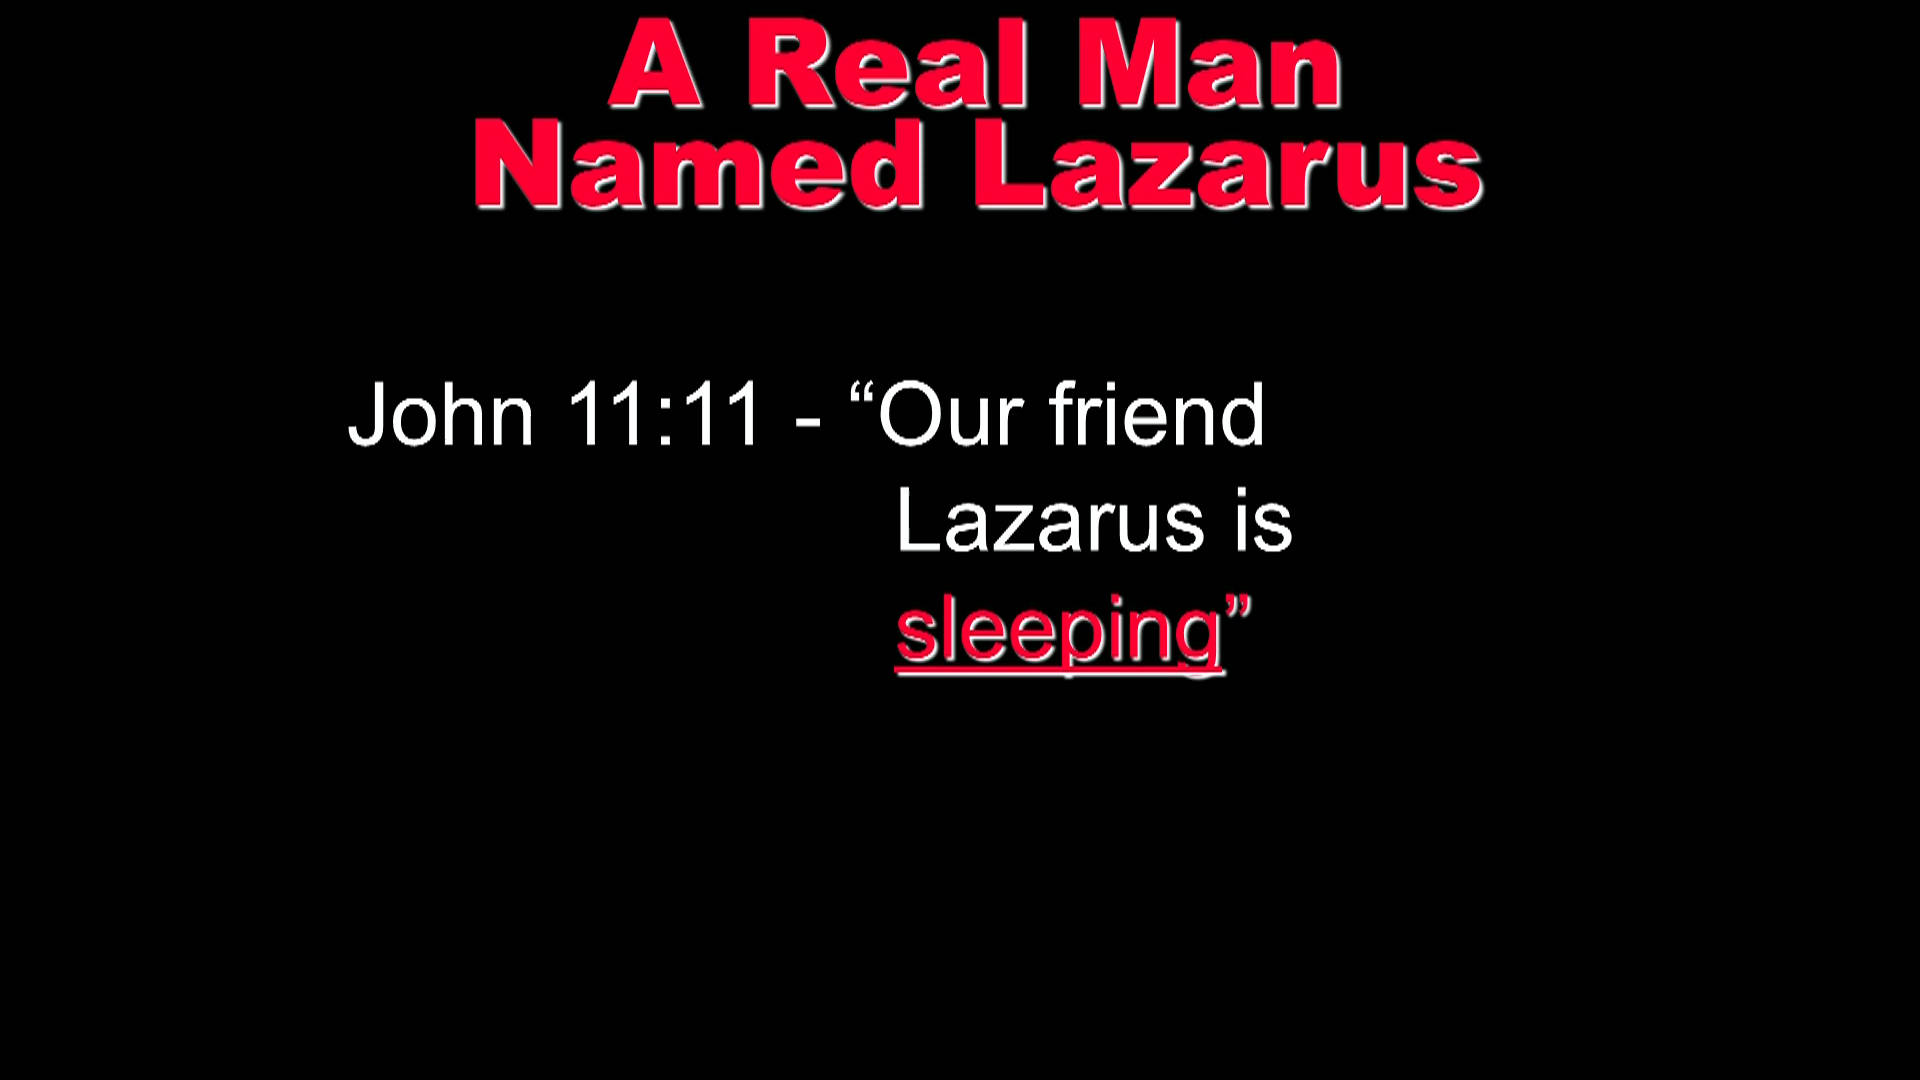 A Real Man
Named Lazarus
John 11:11 - “Our friend
Lazarus is
sleeping”